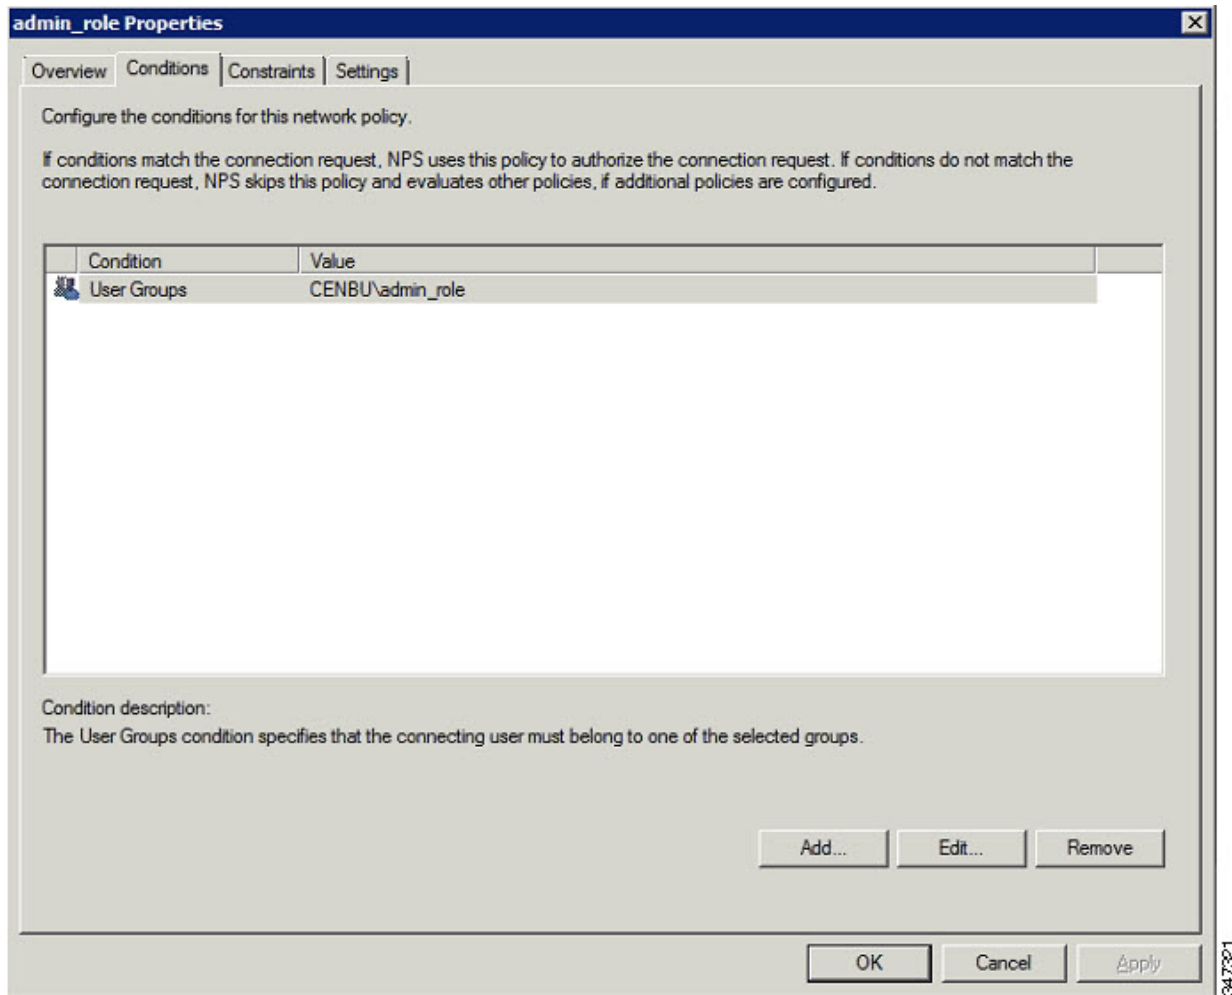 admin_role Properties
Overview Conditions Constraints Settings
Configure the conditions for this network policy.
If conditions match the connection request, NPS uses this policy to authorize the connection request. If conditions do not match the
connection request, NPS skips this policy and evaluates other policies, if additional policies are configured.
Condition Value
User Groups CENBU\admin_role
Condition description:
The User Groups condition specifies that the connecting user must belong to one of the selected groups.
Add... Edit... Remove
OK Cancel Apply
347321